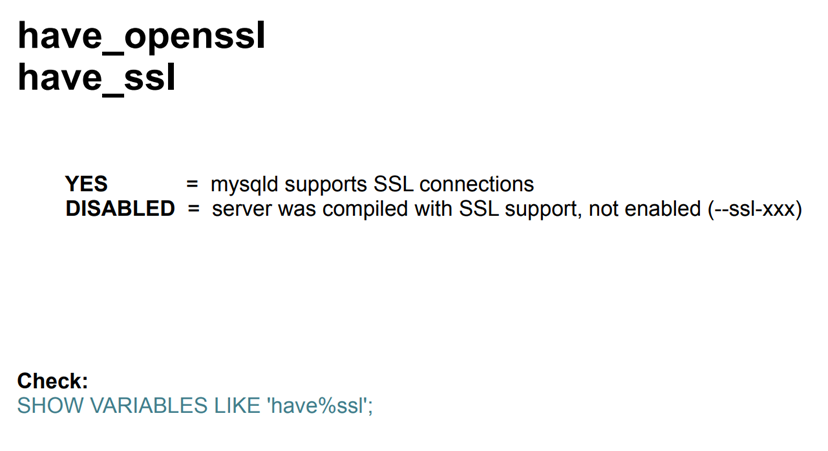 have_openssl
have_ssl
YES = mysqld supports SSL connections
DISABLED = server was compiled with SSL support, not enabled (--ssl-xxx)
Check:
SHOW VARIABLES LIKE 'have%ssl';